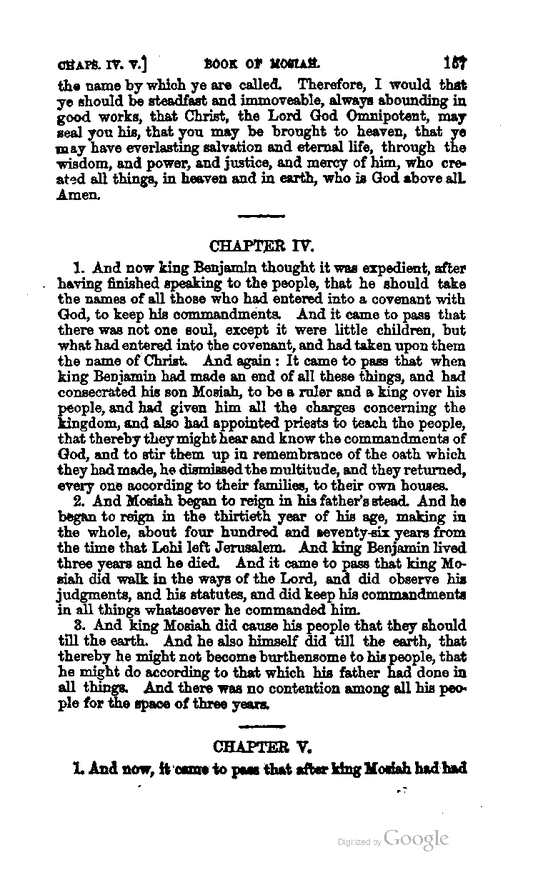 CHAPS. IV. V.] BOOK OF MOSIAH. 157
the name by which ye are called. Therefore, I would that
ye should be steadfast and immoveable, always abounding in
good works, that Christ, the Lord God Omnipotent, may
seal you his, that you may be brought to heaven, that ye
may have everlasting salvation and eternal life, through the
wisdom, and power, and justice, and mercy of him, who cre-
ated all things, in heaven and in earth, who is God above all.
Amen.
CHAPTER IV.
1. And now king Benjamin thought it was expedient, after
having finished speaking to the people, that he should take
the names of all those who had entered into a covenant with
God, to keep his commandments. And it came to pass that
there was not one soul, except it were little children, but
what had entered into the covenant, and had taken upon them
the name of Christ. And again: It came to pass that when
king Benjamin had made an end of all these things, and had
consecrated his son Mosiah, to be a ruler and a king over his
people, and had given him all the charges concerning the
kingdom, and also had appointed priests to teach the people,
that thereby they might hear and know the commandments of
God, and to stir them up in remembrance of the oath which
they had made, he dismissed the multitude, and they returned,
every one according to their families, to their own houses.
2. And Mosiah began to reign in his father's stead. And he
began to reign in the thirtieth year of his age, making in
the whole, about four hundred and seventy-six years from
the time that Lehi left Jerusalem. And king Benjamin lived
three years and he died. And it came to pass that king Mo-
siah did walk in the ways of the Lord, and did observe his
judgments, and his statutes, and did keep his commandments
in all things whatsoever he commanded him.
3. And king Mosiah did cause his people that they should
till the earth. And he also himself did till the earth, that
thereby he might not become burthensome to his people, that
he might do according to that which his father had done in
all things. And there was no contention among all his peo-
ple for the space of three years.
CHAPTER V.
1. And now, it came to pass that after king Mosiah had had
Digitized by Google